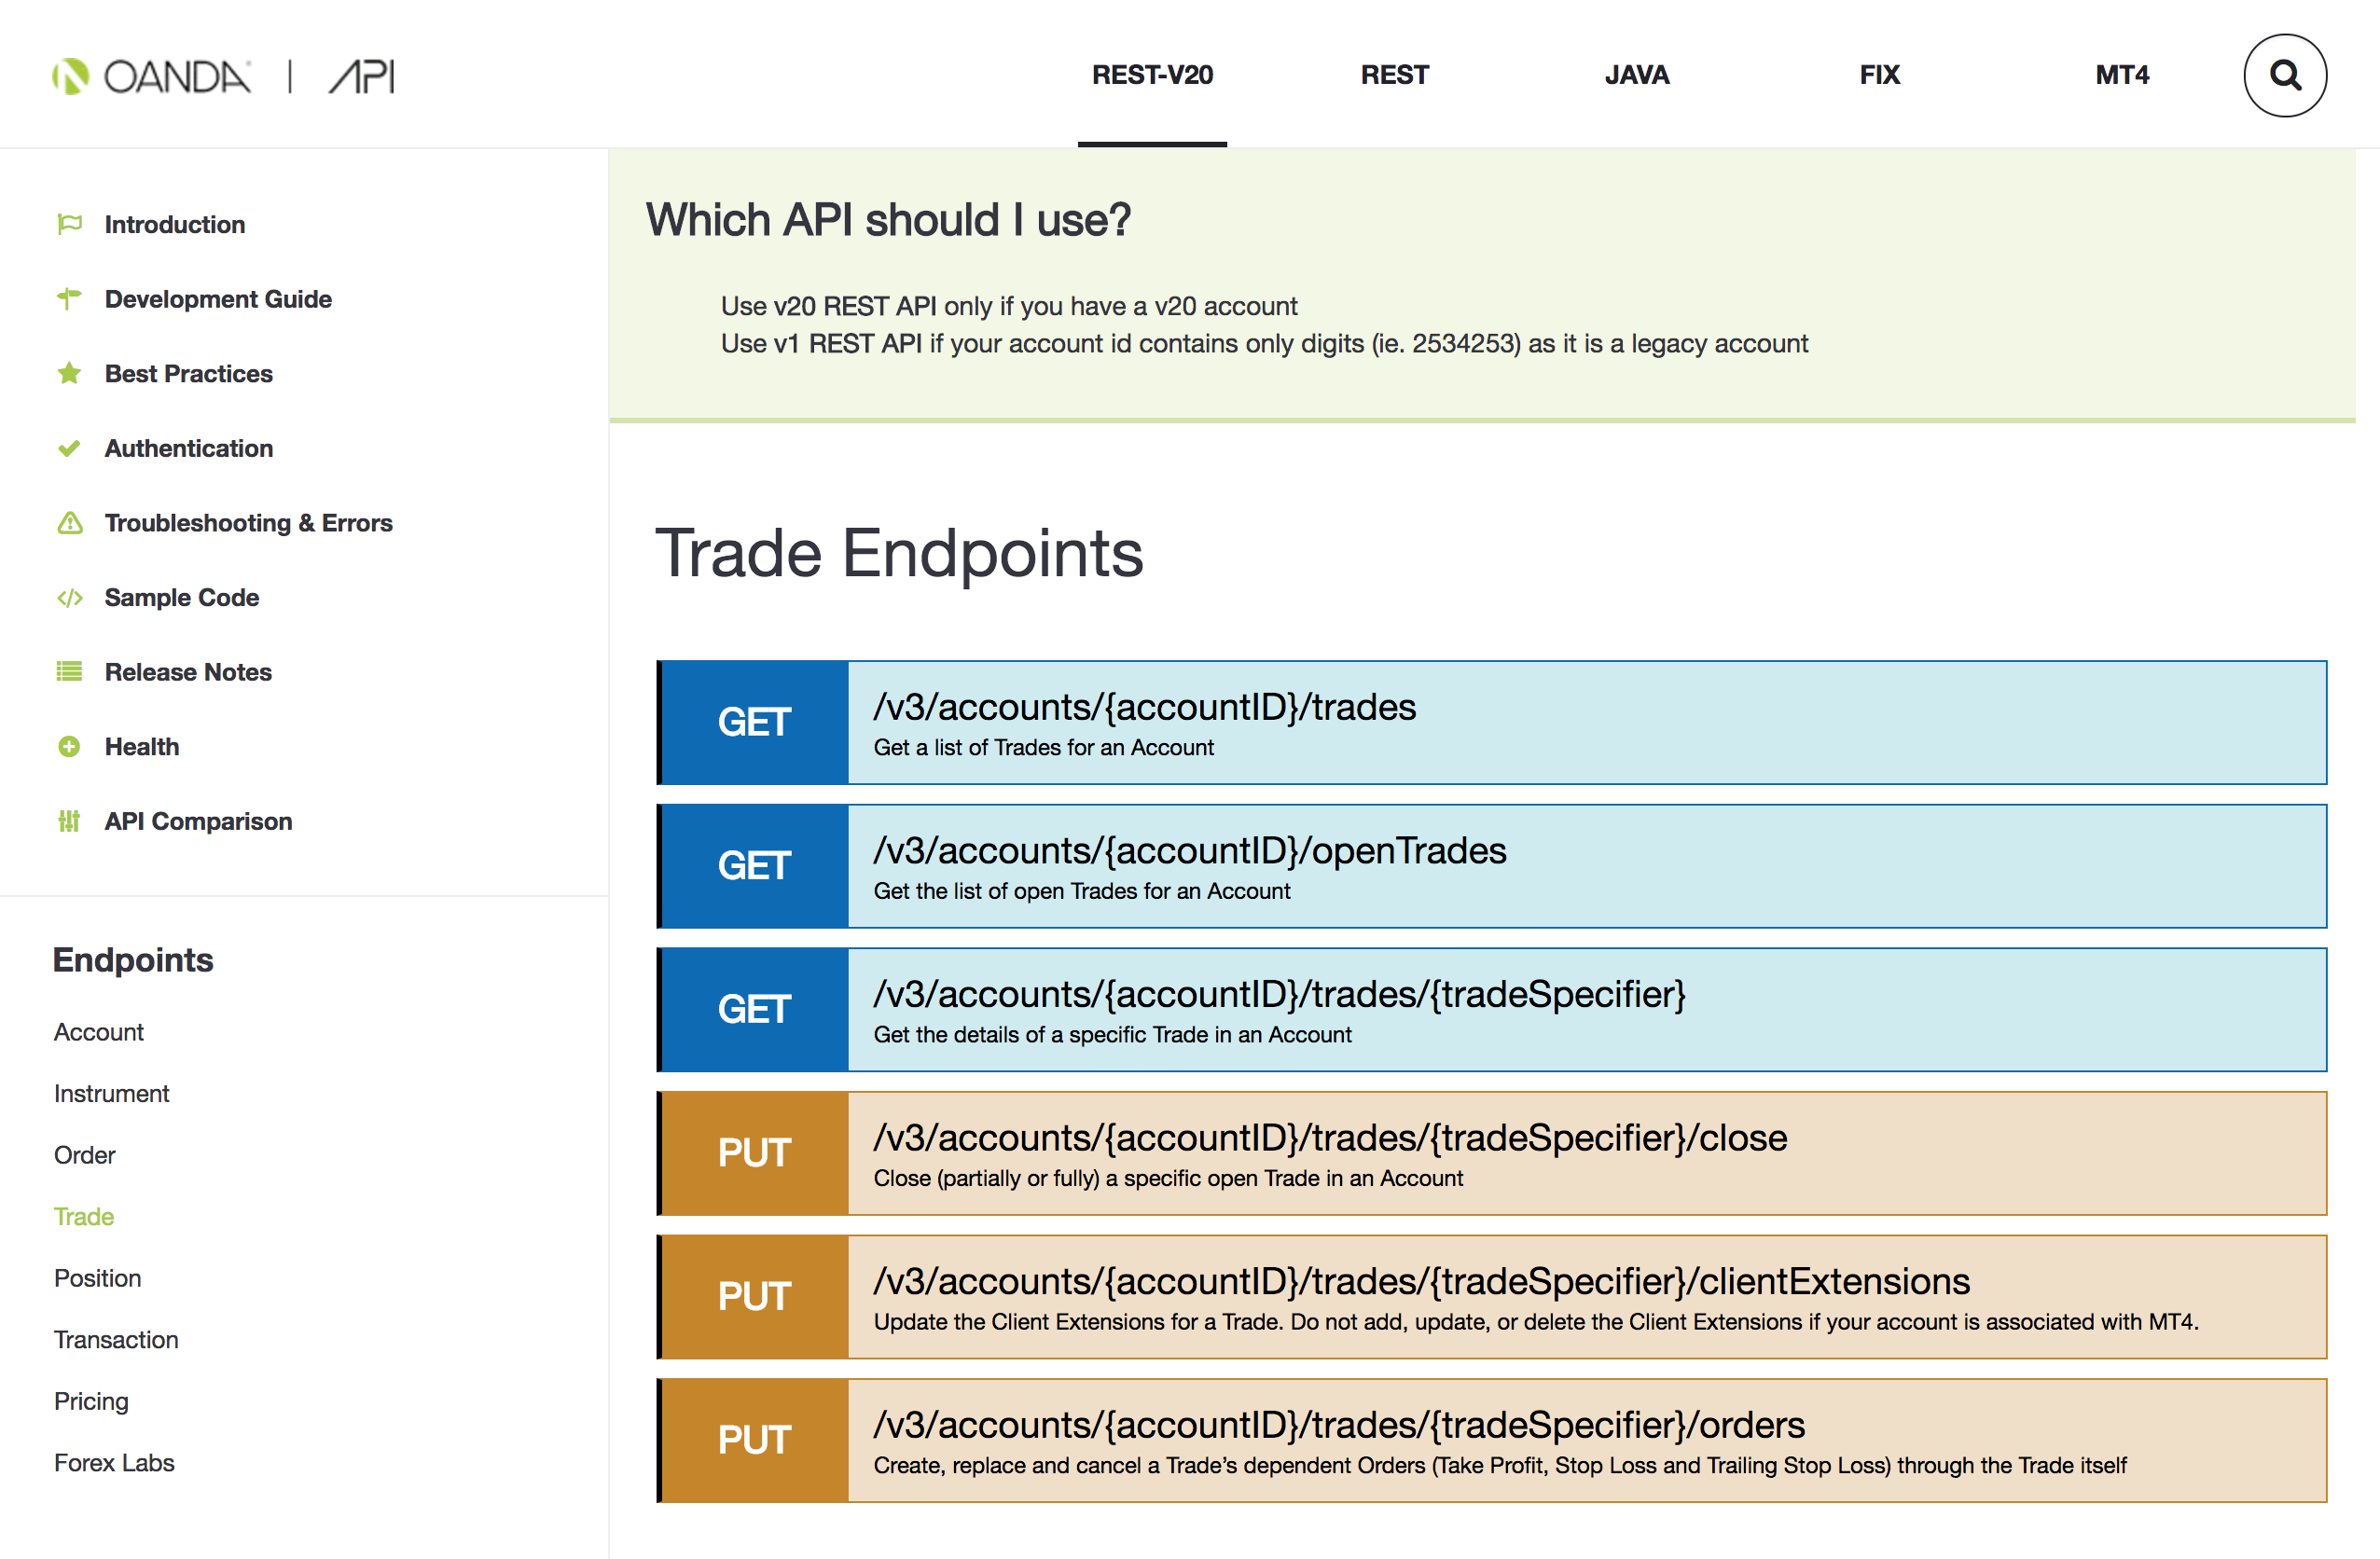 OANDA | API
REST-V20
REST
JAVA
FIX
MT4
Introduction
Development Guide
Best Practices
Authentication
Troubleshooting & Errors
Sample Code
Release Notes
Health
API Comparison
Endpoints
Account
Instrument
Order
Trade
Position
Transaction
Pricing
Forex Labs
Which API should I use?
Use v20 REST API only if you have a v20 account
Use v1 REST API if your account id contains only digits (ie. 2534253) as it is a legacy account
Trade Endpoints
GET
/v3/accounts/{accountID}/trades
Get a list of Trades for an Account
GET
/v3/accounts/{accountID}/openTrades
Get the list of open Trades for an Account
GET
/v3/accounts/{accountID}/trades/{tradeSpecifier}
Get the details of a specific Trade in an Account
PUT
/v3/accounts/{accountID}/trades/{tradeSpecifier}/close
Close (partially or fully) a specific open Trade in an Account
PUT
/v3/accounts/{accountID}/trades/{tradeSpecifier}/clientExtensions
Update the Client Extensions for a Trade. Do not add, update, or delete the Client Extensions if your account is associated with MT4.
PUT
/v3/accounts/{accountID}/trades/{tradeSpecifier}/orders
Create, replace and cancel a Trade’s dependent Orders (Take Profit, Stop Loss and Trailing Stop Loss) through the Trade itself